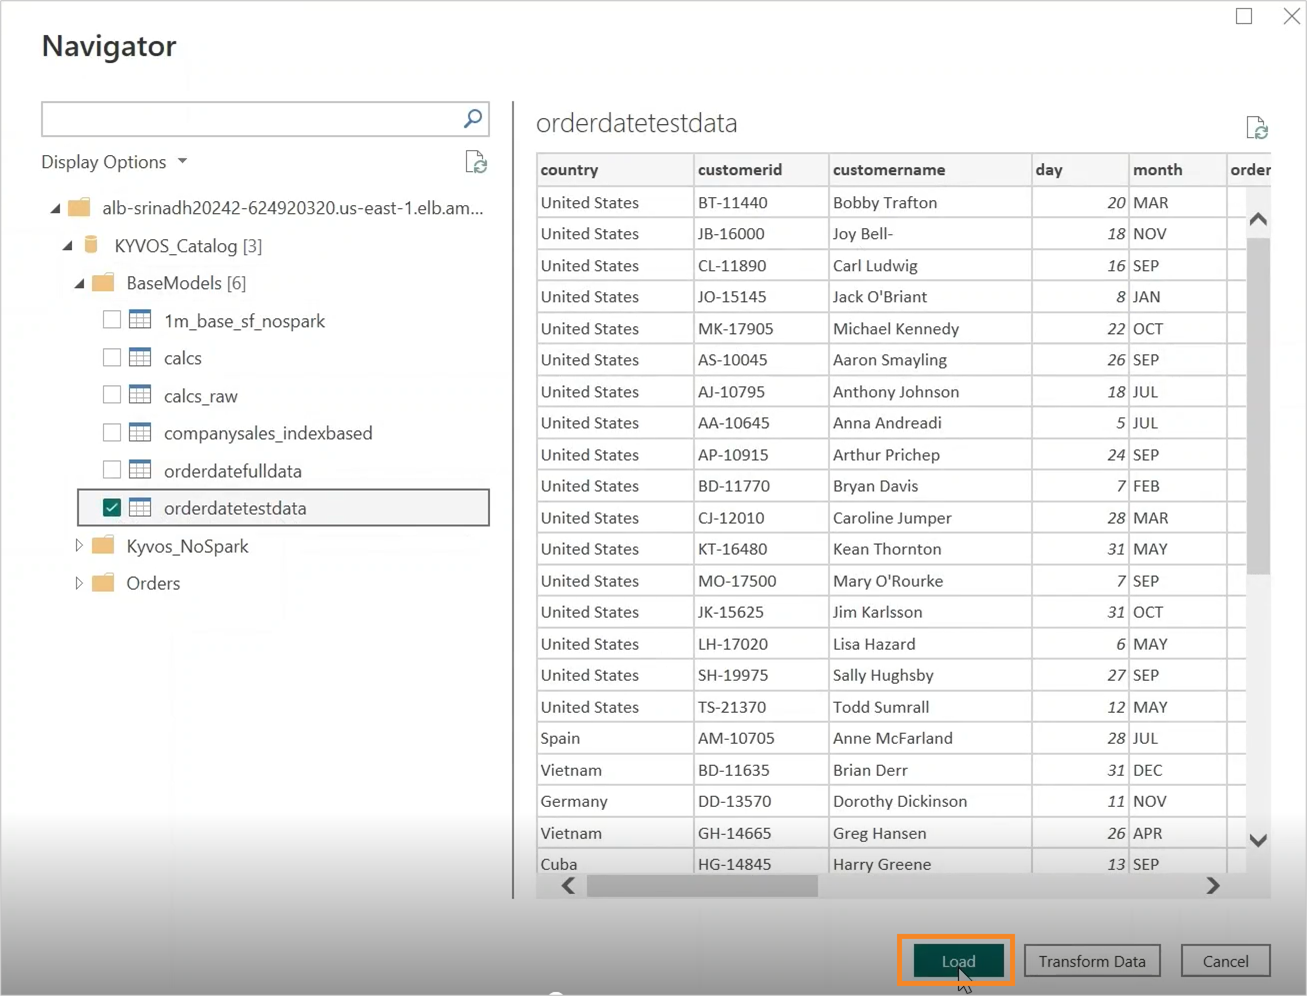 Navigator
Display Options
alb-srinadh20242-624920320.us-east-1.elb.am...
KYVOS_Catalog [3]
BaseModels [6]
1m_base_sf_nospark
calcs
calcs_raw
companysales_indexbased
orderdatefulldata
orderdatetestdata
Kyvos_NoSpark
Orders
orderdatetestdata
country customerid customername day month order
United States BT-11440 Bobby Trafton 20 MAR
United States JB-16000 Joy Bell- 18 NOV
United States CL-11890 Carl Ludwig 16 SEP
United States JO-15145 Jack O'Briant 8 JAN
United States MK-17905 Michael Kennedy 22 OCT
United States AS-10045 Aaron Smayling 26 SEP
United States AJ-10795 Anthony Johnson 18 JUL
United States AA-10645 Anna Andreadi 5 JUL
United States AP-10915 Arthur Prichep 24 SEP
United States BD-11770 Bryan Davis 7 FEB
United States CJ-12010 Caroline Jumper 28 MAR
United States KT-16480 Kean Thornton 31 MAY
United States MO-17500 Mary O'Rourke 7 SEP
United States JK-15625 Jim Karlsson 31 OCT
United States LH-17020 Lisa Hazard 6 MAY
United States SH-19975 Sally Hughsby 27 SEP
United States TS-21370 Todd Sumrall 12 MAY
Spain AM-10705 Anne McFarland 28 JUL
Vietnam BD-11635 Brian Derr 31 DEC
Germany DD-13570 Dorothy Dickinson 11 NOV
Vietnam GH-14665 Greg Hansen 26 APR
Cuba HG-14845 Harry Greene 13 SEP
Load Transform Data Cancel